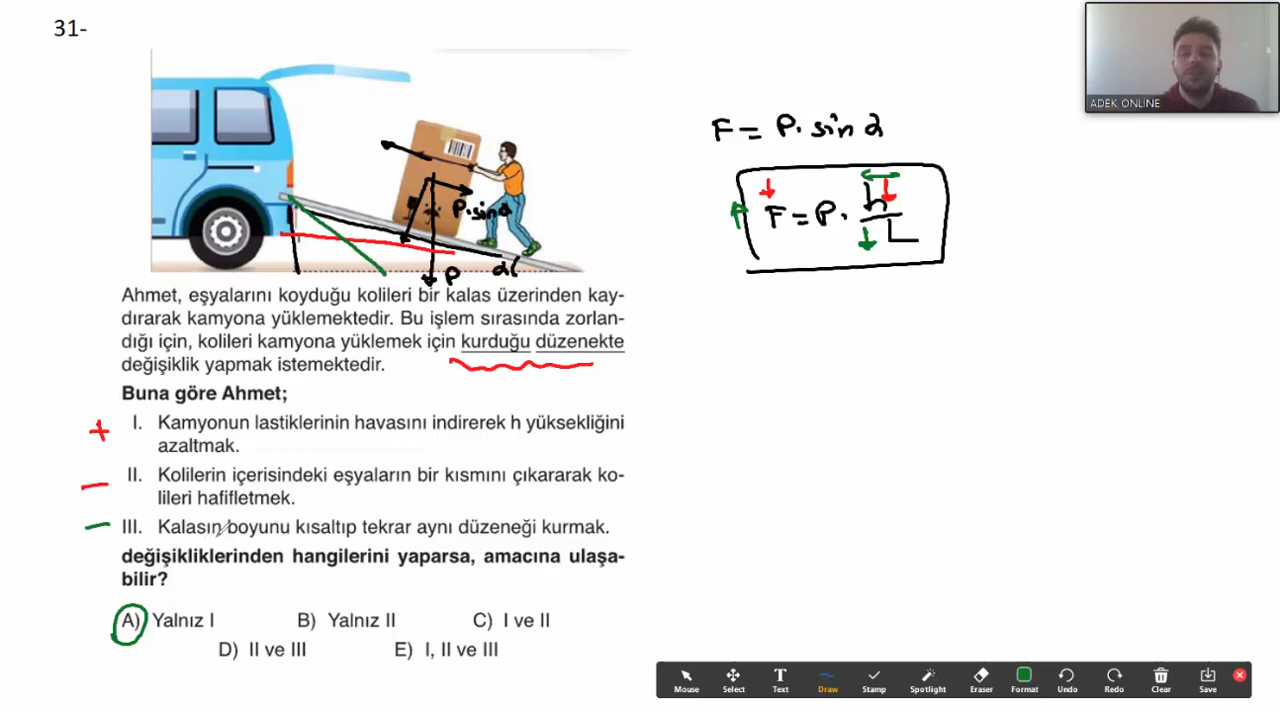 31-
ADEK ONLİNE
F = P. sin α
F = P. h
L
P. sin α
α
P
Ahmet, eşyalarını koyduğu kolileri bir kalas üzerinden kay-
dırarak kamyona yüklemektedir. Bu işlem sırasında zorlan-
dığı için, kolileri kamyona yüklemek için kurduğu düzenekte
değişiklik yapmak istemektedir.
Buna göre Ahmet;
I. Kamyonun lastiklerinin havasını indirerek h yüksekliğini
azaltmak.
II. Kolilerin içerisindeki eşyaların bir kısmını çıkararak ko-
lileri hafifletmek.
III. Kalasın boyunu kısaltıp tekrar aynı düzeneği kurmak.
değişikliklerinden hangilerini yaparsa, amacına ulaşa-
bilir?
A) Yalnız I B) Yalnız II C) I ve II
D) II ve III E) I, II ve III
Mouse Select Text Draw Stamp Spotlight Eraser Format Undo Redo Clear Save